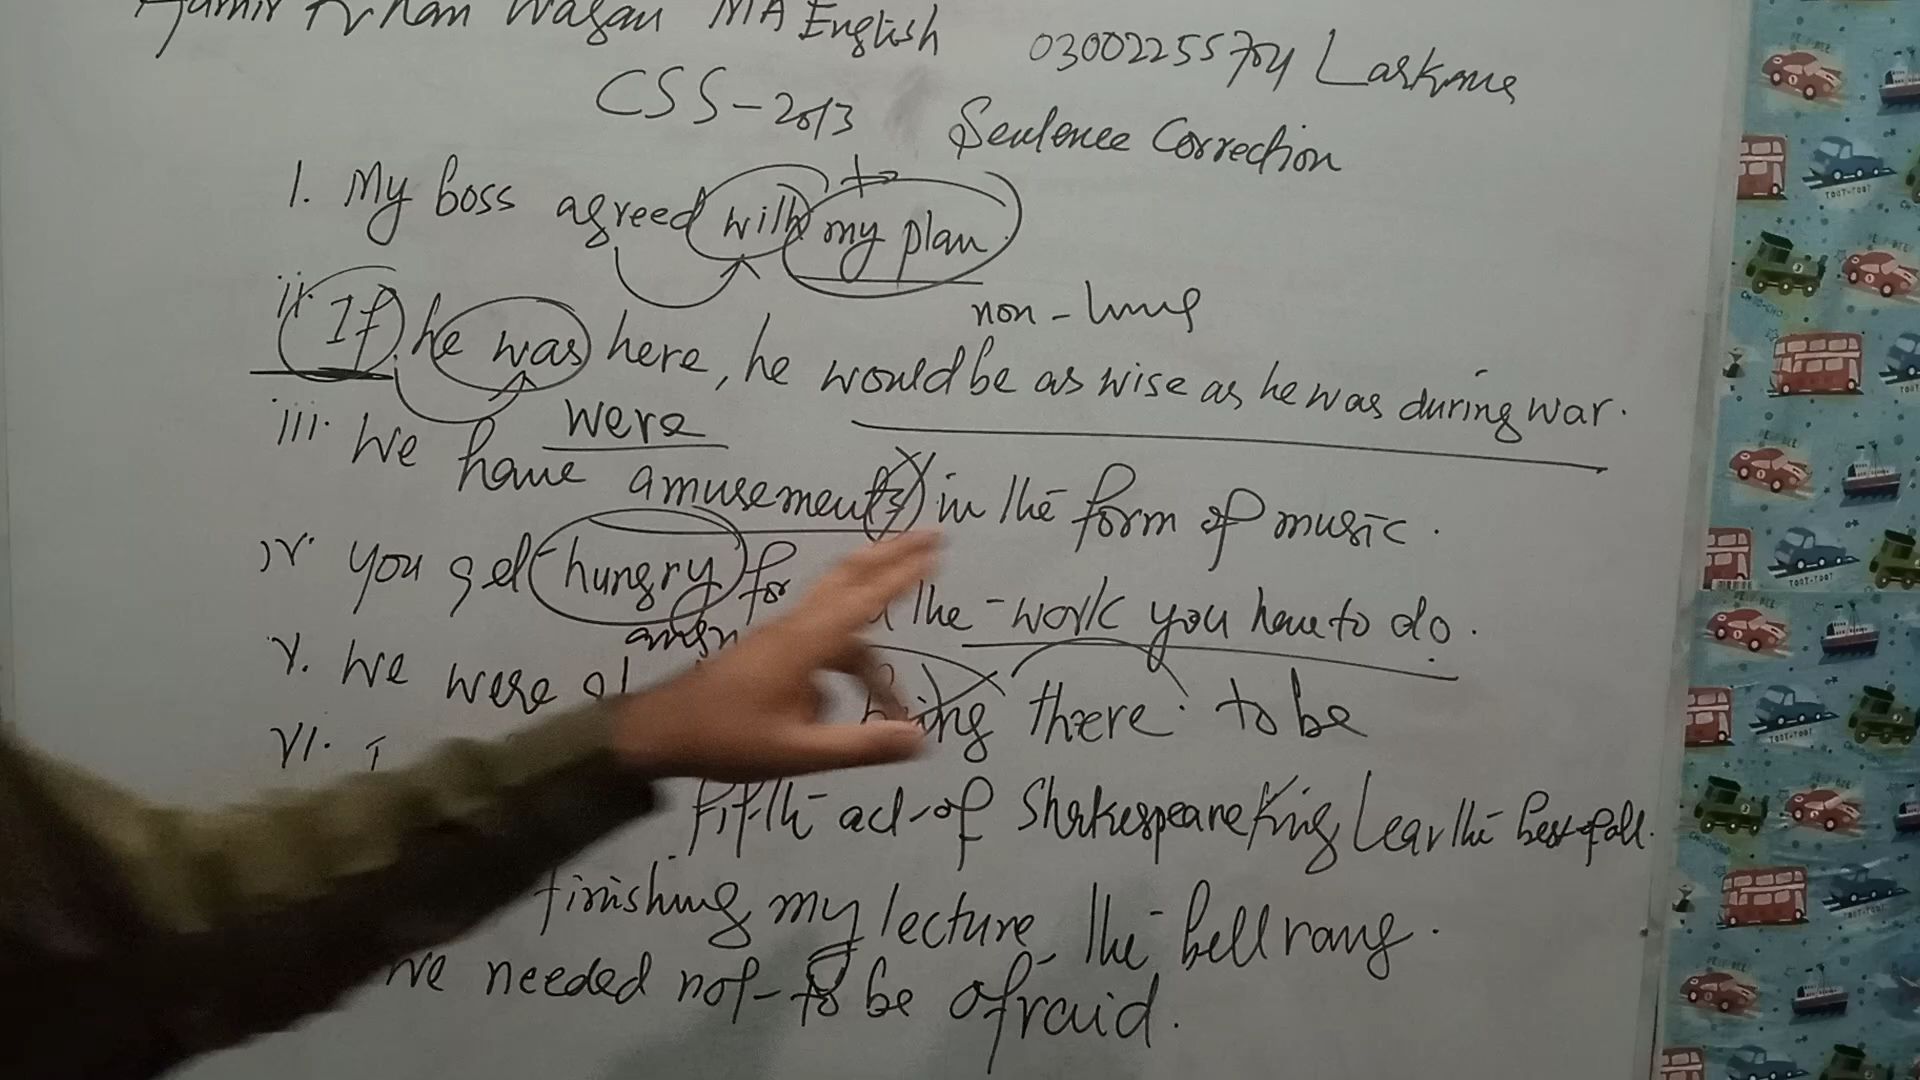 Khan Wagan MA English 03002255704 Larkana
CSS-2013 Sentence Correction
to
1. My boss agreed with my plan.
non-living
ii. If he was here, he would be as wise as he was during war.
were
iii. We have amusements in the form of music.
iv. you get hungry for the work you have to do.
v. We were being there. to be
vi.
Fifth act of Shakespeare King Lear the best of all.
finishing my lecture, the bell rang.
We needed not to be afraid.